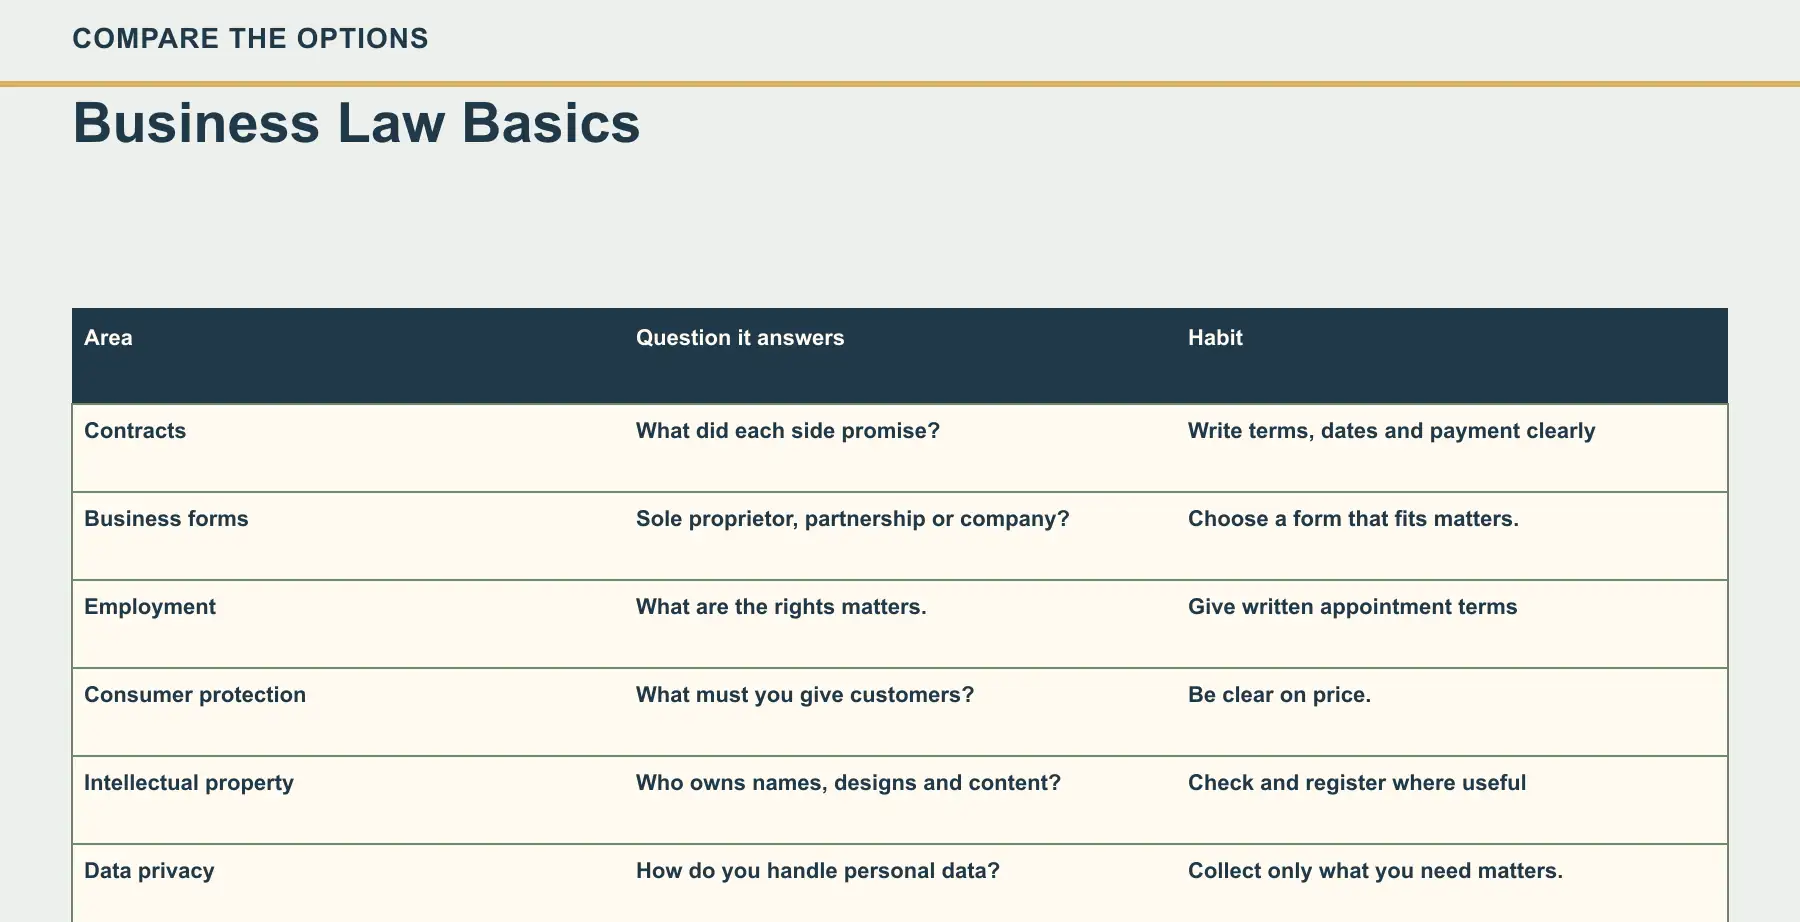 COMPARE THE OPTIONS
Business Law Basics
Area Question it answers Habit
Contracts What did each side promise? Write terms, dates and payment clearly
Business forms Sole proprietor, partnership or company? Choose a form that fits matters.
Employment What are the rights matters. Give written appointment terms
Consumer protection What must you give customers? Be clear on price.
Intellectual property Who owns names, designs and content? Check and register where useful
Data privacy How do you handle personal data? Collect only what you need matters.